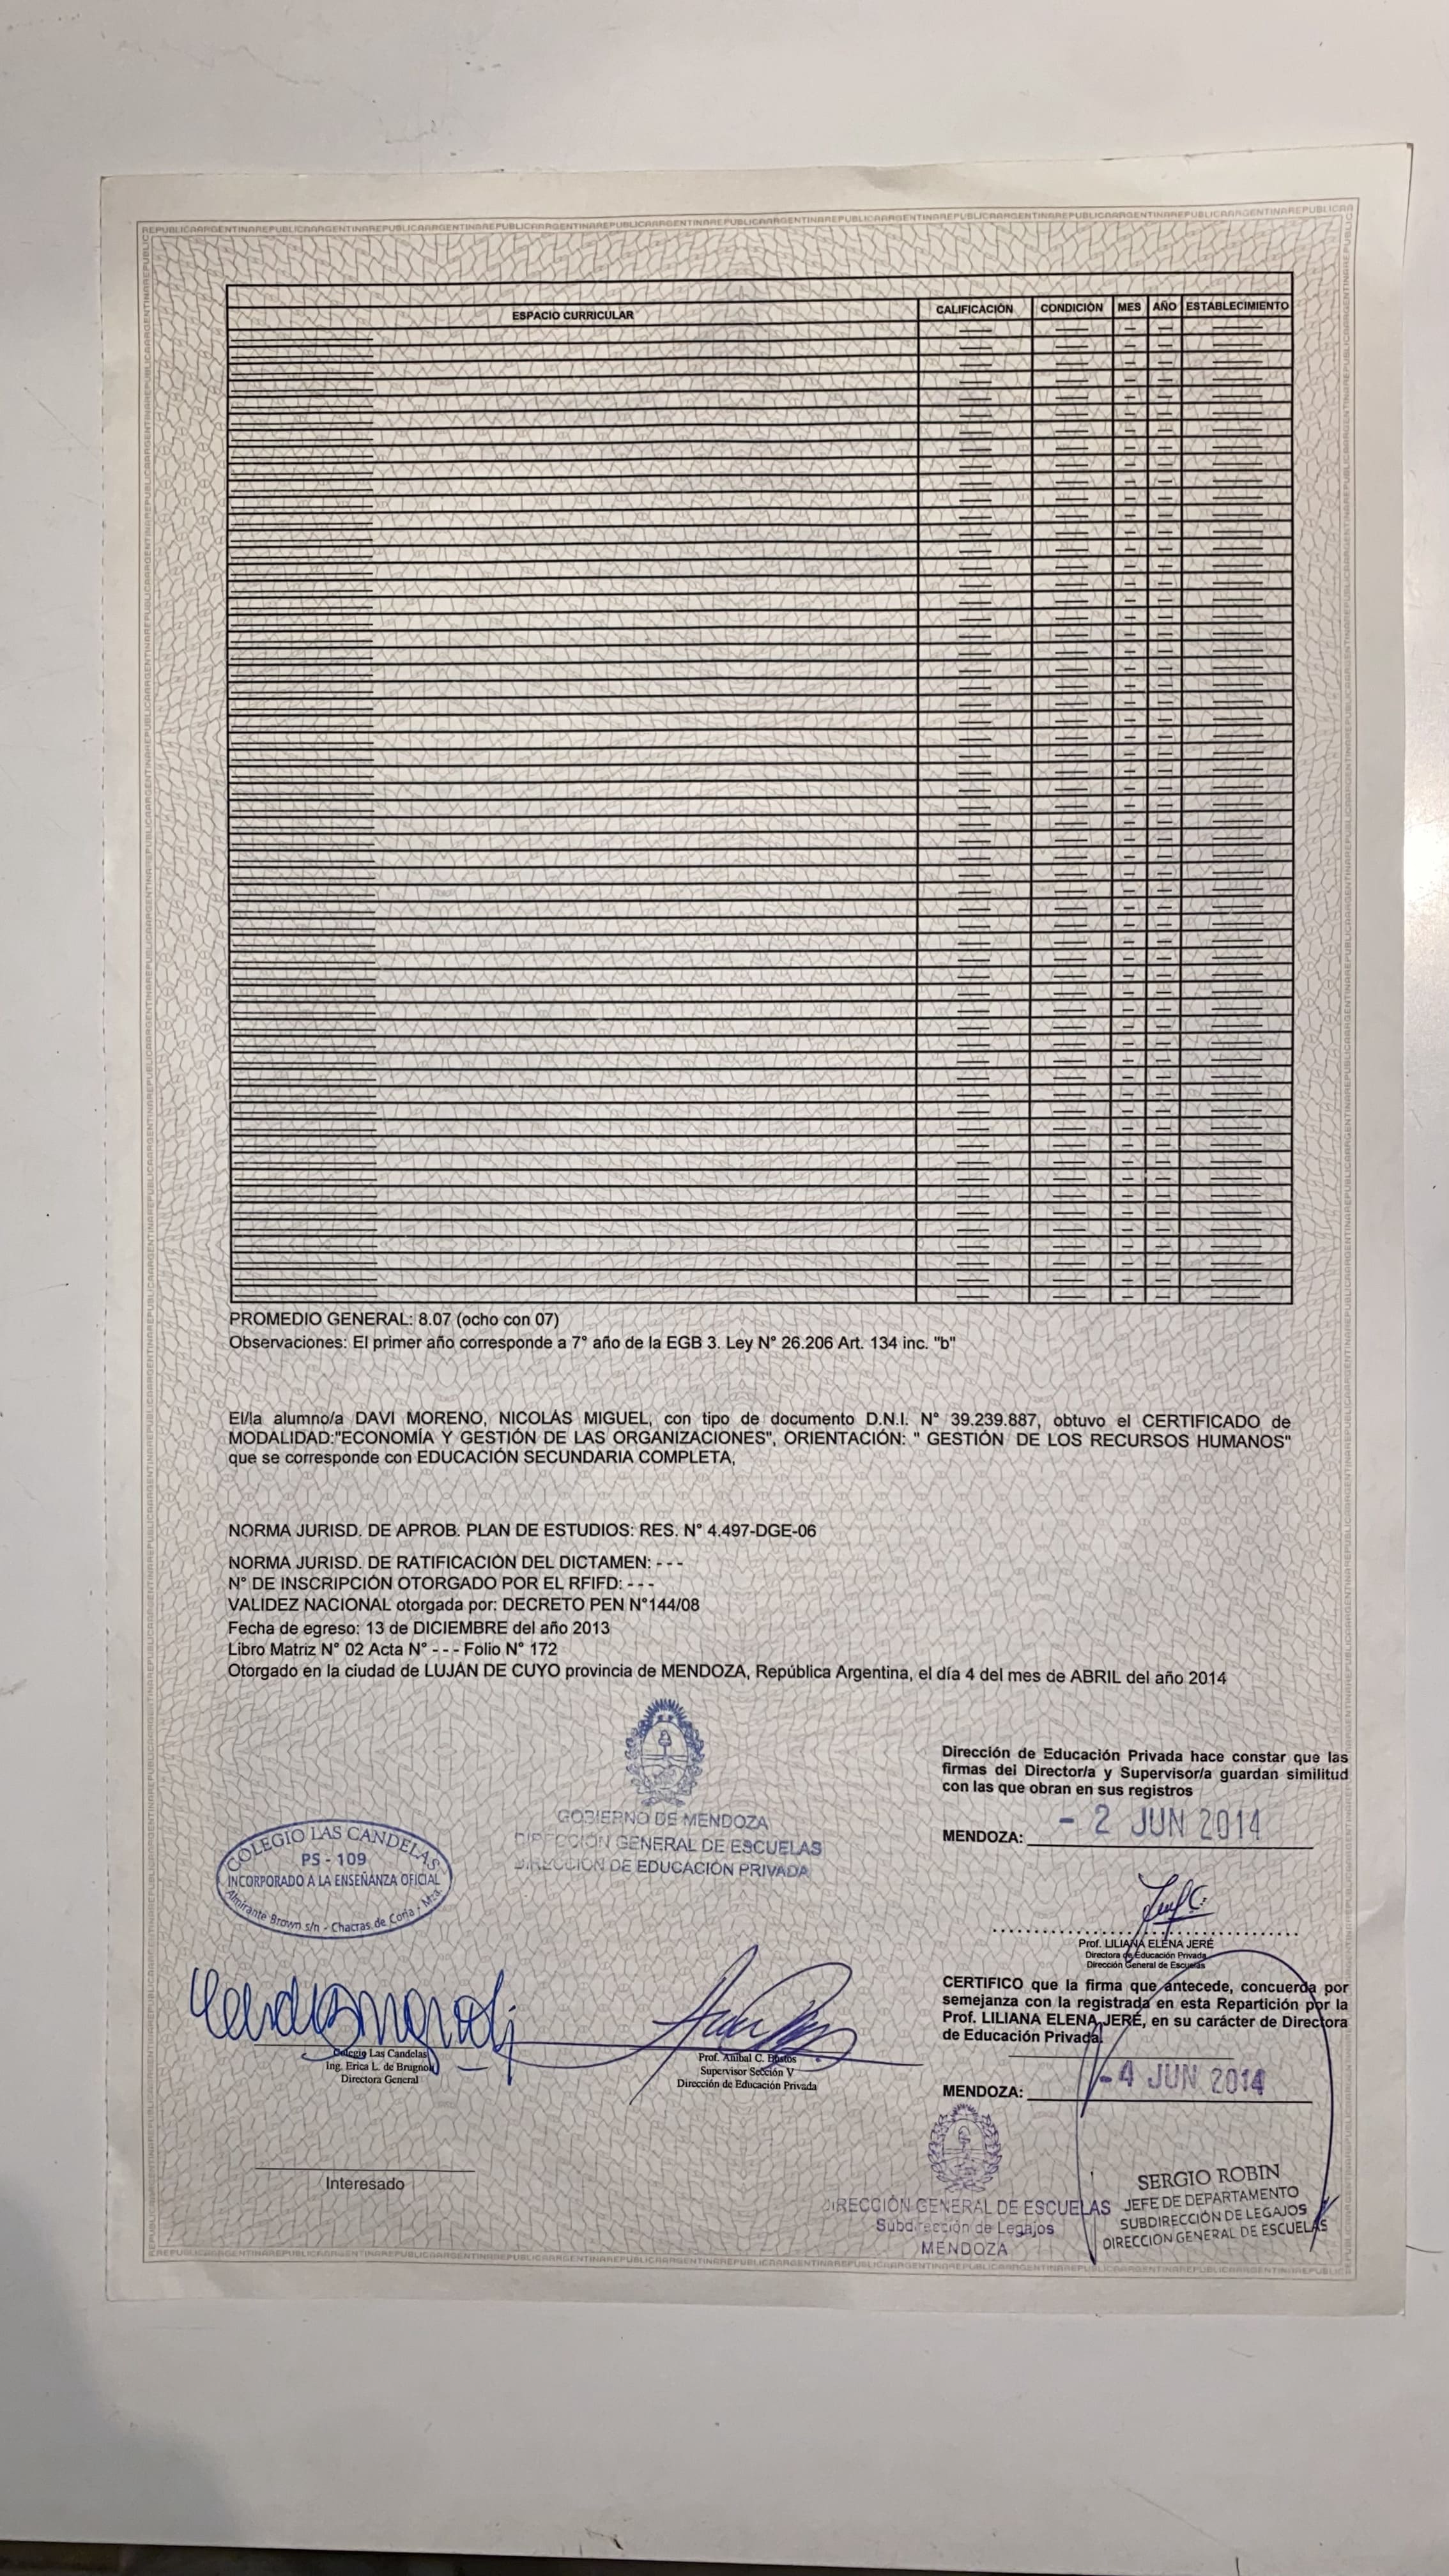 REPUBLICAARGENTINAREPUBLICAARGENTINAREPUBLICAARGENTINAREPUBLICAARGENTINAREPUBLICAARGENTINAREPUBLICAARGENTINAREPUBLICAARGENTINAREPUBLICAARGENTINA
ESPACIO CURRICULAR CALIFICACIÓN CONDICIÓN MES AÑO ESTABLECIMIENTO
PROMEDIO GENERAL: 8.07 (ocho con 07)
Observaciones: El primer año corresponde a 7° año de la EGB 3. Ley N° 26.206 Art. 134 inc. "b"
El/la alumno/a DAVI MORENO, NICOLÁS MIGUEL, con tipo de documento D.N.I. N° 39.239.887, obtuvo el CERTIFICADO de
MODALIDAD:"ECONOMÍA Y GESTIÓN DE LAS ORGANIZACIONES", ORIENTACIÓN: " GESTIÓN DE LOS RECURSOS HUMANOS"
que se corresponde con EDUCACIÓN SECUNDARIA COMPLETA,
NORMA JURISD. DE APROB. PLAN DE ESTUDIOS: RES. N° 4.497-DGE-06
NORMA JURISD. DE RATIFICACIÓN DEL DICTAMEN: - - -
N° DE INSCRIPCIÓN OTORGADO POR EL RFIFD: - - -
VALIDEZ NACIONAL otorgada por: DECRETO PEN N°144/08
Fecha de egreso: 13 de DICIEMBRE del año 2013
Libro Matriz N° 02 Acta N° - - - Folio N° 172
Otorgado en la ciudad de LUJÁN DE CUYO provincia de MENDOZA, República Argentina, el día 4 del mes de ABRIL del año 2014
GOBIERNO DE MENDOZA
DIRECCIÓN GENERAL DE ESCUELAS
DIRECCIÓN DE EDUCACIÓN PRIVADA
COLEGIO LAS CANDELAS
PS - 109
INCORPORADO A LA ENSEÑANZA OFICIAL
Almirante Brown s/n - Chacras de Coria - Mza.
Dirección de Educación Privada hace constar que las
firmas del Director/a y Supervisor/a guardan similitud
con las que obran en sus registros
MENDOZA: - 2 JUN 2014
Prof. LILIANA ELENA JERÉ
Directora de Educación Privada
Dirección General de Escuelas
CERTIFICO que la firma que antecede, concuerda por
semejanza con la registrada en esta Repartición por la
Prof. LILIANA ELENA JERÉ, en su carácter de Directora
de Educación Privada.
MENDOZA: - 4 JUN 2014
Colegio Las Candelas
Ing. Erica L. de Brugnoli
Directora General
Prof. Aníbal C. Bustos
Supervisor Sección V
Dirección de Educación Privada
Interesado
DIRECCIÓN GENERAL DE ESCUELAS
Subdirección de Legajos
MENDOZA
SERGIO ROBIN
JEFE DE DEPARTAMENTO
SUBDIRECCIÓN DE LEGAJOS
DIRECCION GENERAL DE ESCUELAS